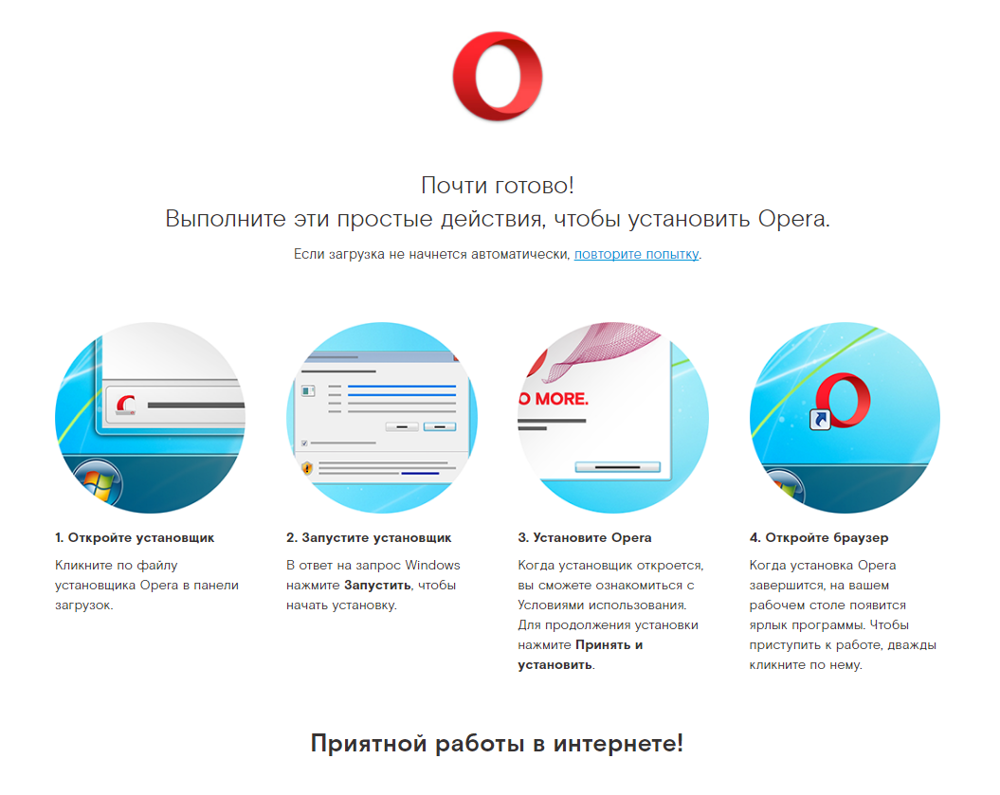 Почти готово!
Выполните эти простые действия, чтобы установить Opera.
Если загрузка не начнется автоматически, повторите попытку.
O MORE.
1. Откройте установщик
Кликните по файлу
установщика Opera в панели
загрузок.
2. Запустите установщик
В ответ на запрос Windows
нажмите Запустить, чтобы
начать установку.
3. Установите Opera
Когда установщик откроется,
вы сможете ознакомиться с
Условиями использования.
Для продолжения установки
нажмите Принять и
установить.
4. Откройте браузер
Когда установка Opera
завершится, на вашем
рабочем столе появится
ярлык программы. Чтобы
приступить к работе, дважды
кликните по нему.
Приятной работы в интернете!